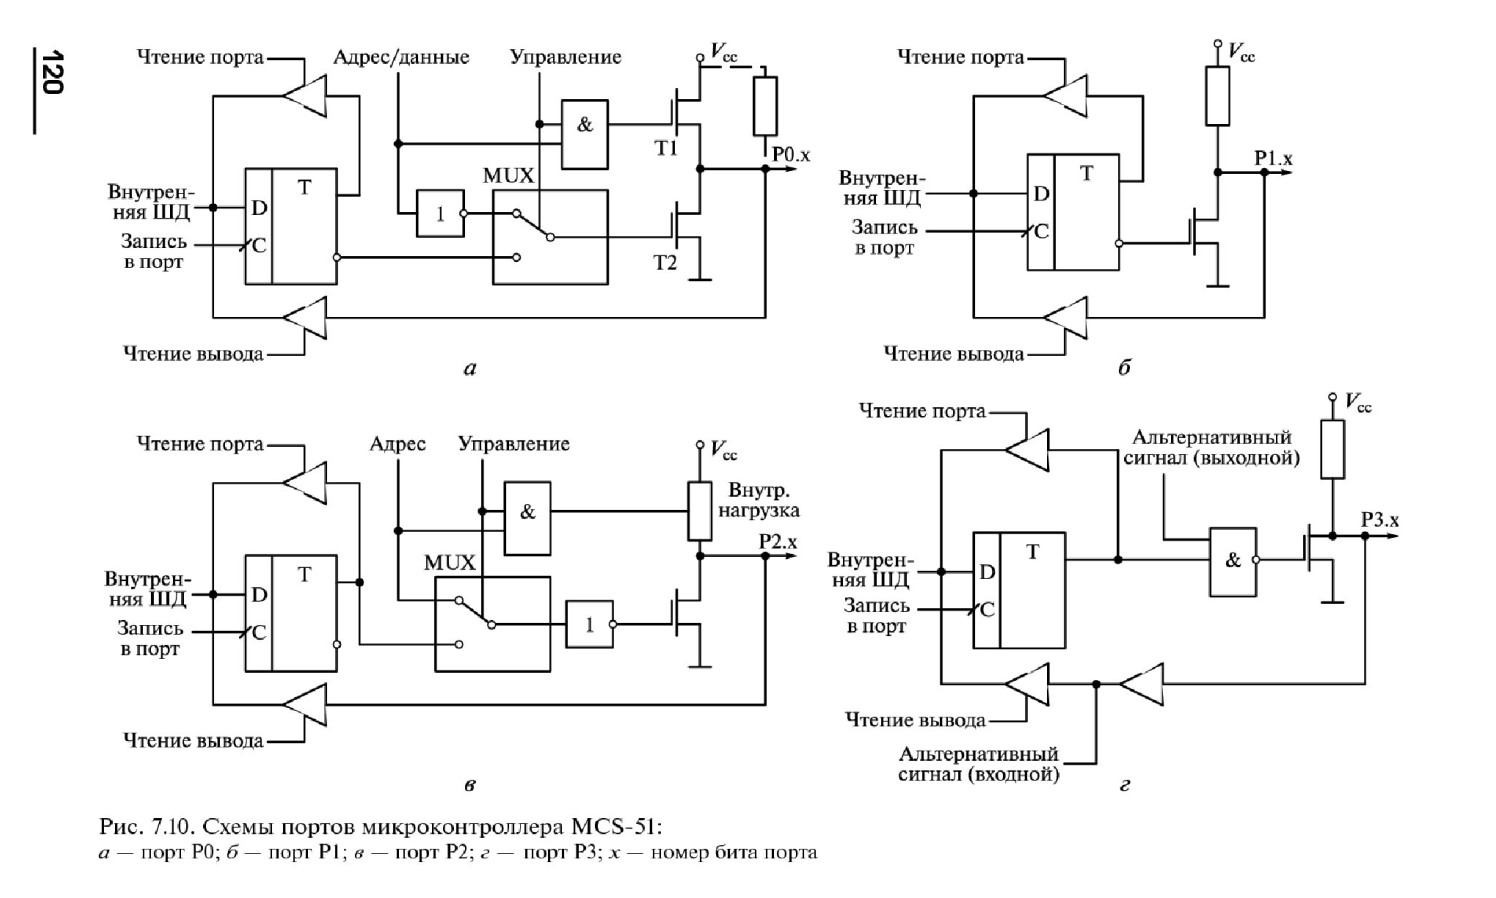 120
Чтение порта
Адрес/данные
Управление
Vcc
&
T1
P0.x
MUX
Внутрен-
няя ШД
D
T
1
Запись
в порт
C
T2
Чтение вывода
а
Чтение порта
Vcc
P1.x
Внутрен-
няя ШД
D
T
Запись
в порт
C
Чтение вывода
б
Чтение порта
Адрес
Управление
Vcc
Внутр.
нагрузка
&
P2.x
MUX
Внутрен-
няя ШД
D
T
1
Запись
в порт
C
Чтение вывода
в
Чтение порта
Vcc
Альтернативный
сигнал (выходной)
P3.x
Внутрен-
няя ШД
D
T
&
Запись
в порт
C
Чтение вывода
Альтернативный
сигнал (входной)
г
Рис. 7.10. Схемы портов микроконтроллера MCS-51:
а — порт P0; б — порт P1; в — порт P2; г — порт P3; x — номер бита порта